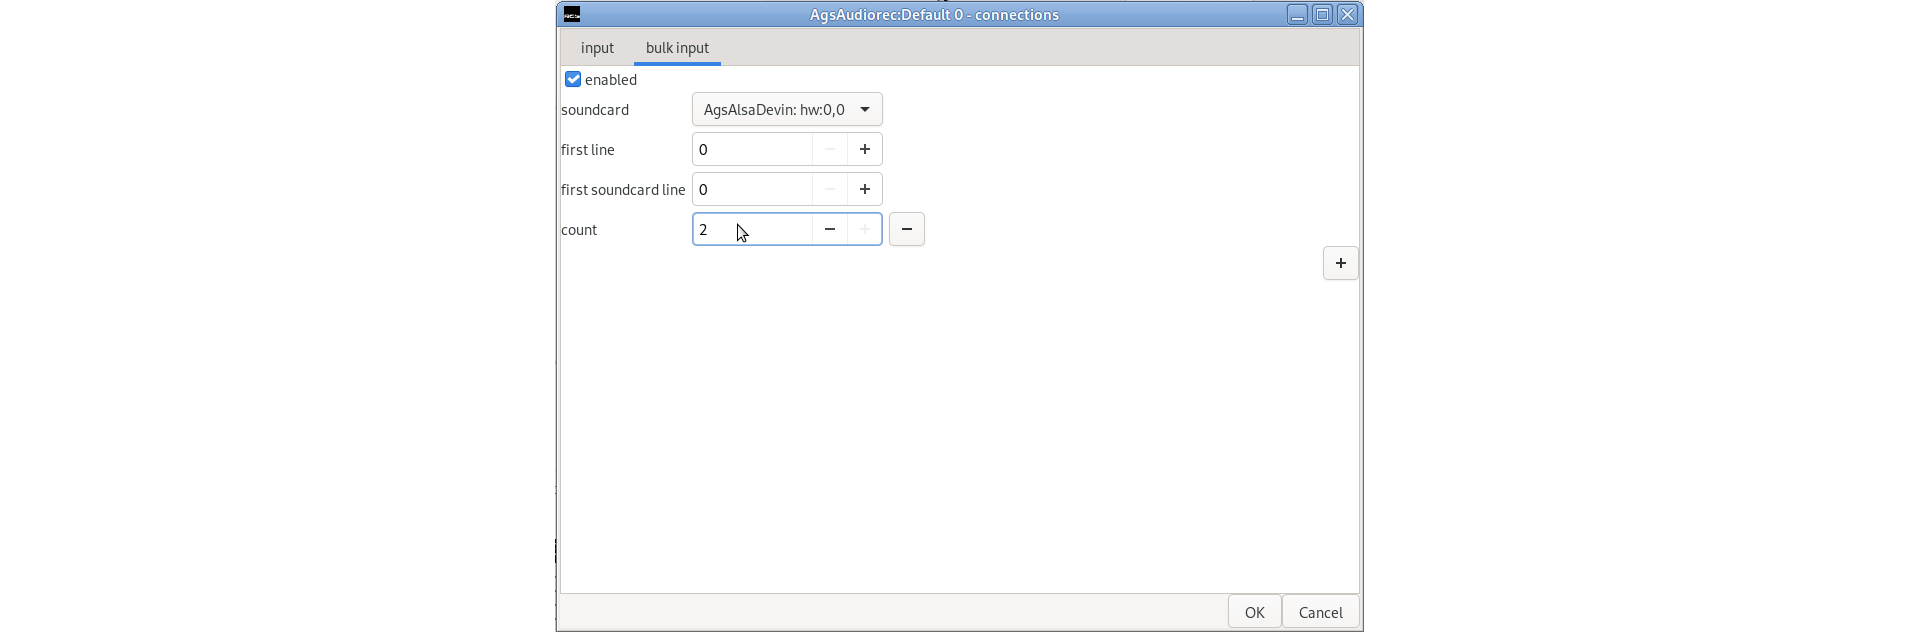 AgsAudiorec:Default 0 - connections
input bulk input
enabled
soundcard AgsAlsaDevin: hw:0,0
first line 0
first soundcard line 0
count 2
OK Cancel